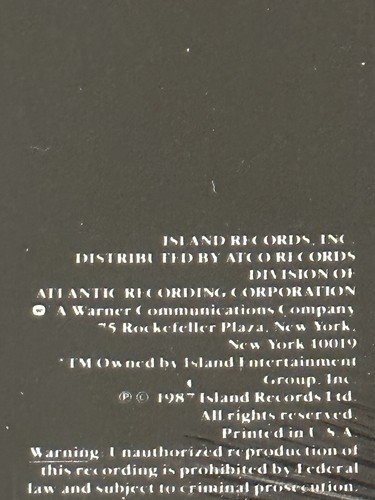 ISLAND RECORDS, INC.
DISTRIBUTED BY ATCO RECORDS
DIVISION OF
ATLANTIC RECORDING CORPORATION
A Warner Communications Company
75 Rockefeller Plaza, New York,
New York 10019
*TM Owned by Island Entertainment
Group, Inc.
℗ © 1987 Island Records Ltd.
All rights reserved.
Printed in U.S.A.
Warning: Unauthorized reproduction of
this recording is prohibited by Federal
law and subject to criminal prosecution.